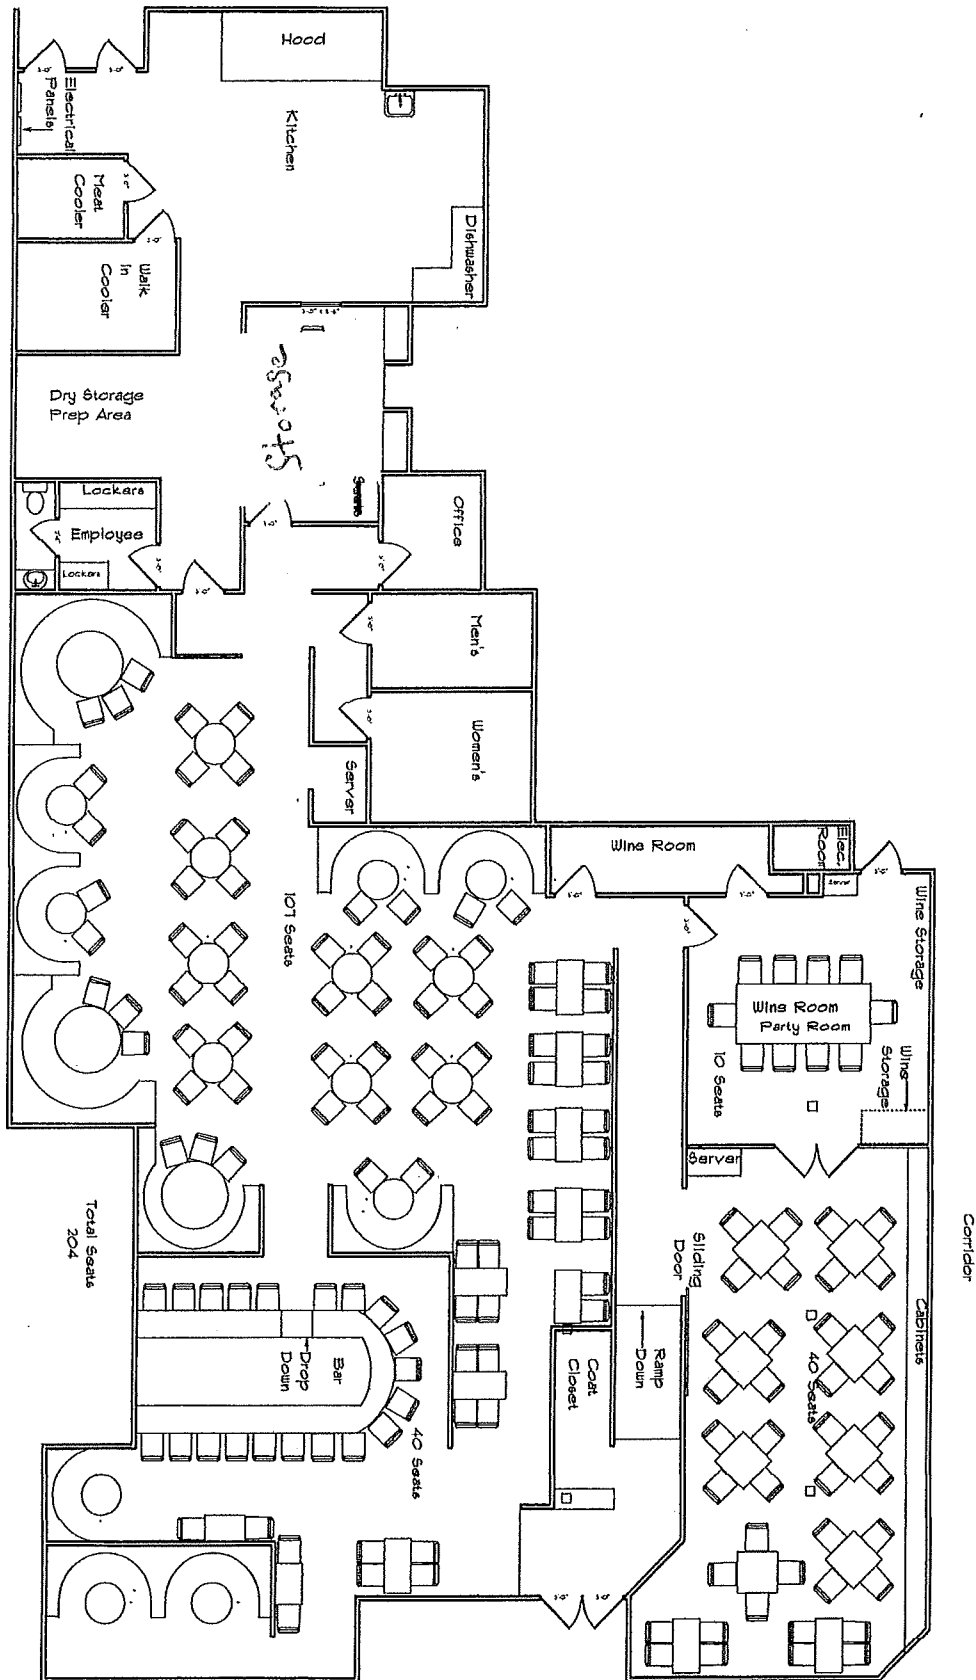 Hood
Kitchen
Electrical
Panels
Meat
Cooler
Dishwasher
Walk
In
Cooler
Dry Storage
Prep Area
Storage
Lockers
Employee
Lockers
Office
Men's
Women's
Server
Wine Room
Elec.
Room
Server
Wine Storage
107 Seats
Wine Room
Party Room
Wine
Storage
10 Seats
Server
Corridor
Total Seats
204
Sliding
Door
Cabinets
Ramp
Down
40 Seats
Coat
Closet
Bar
Drop
Down
40 Seats